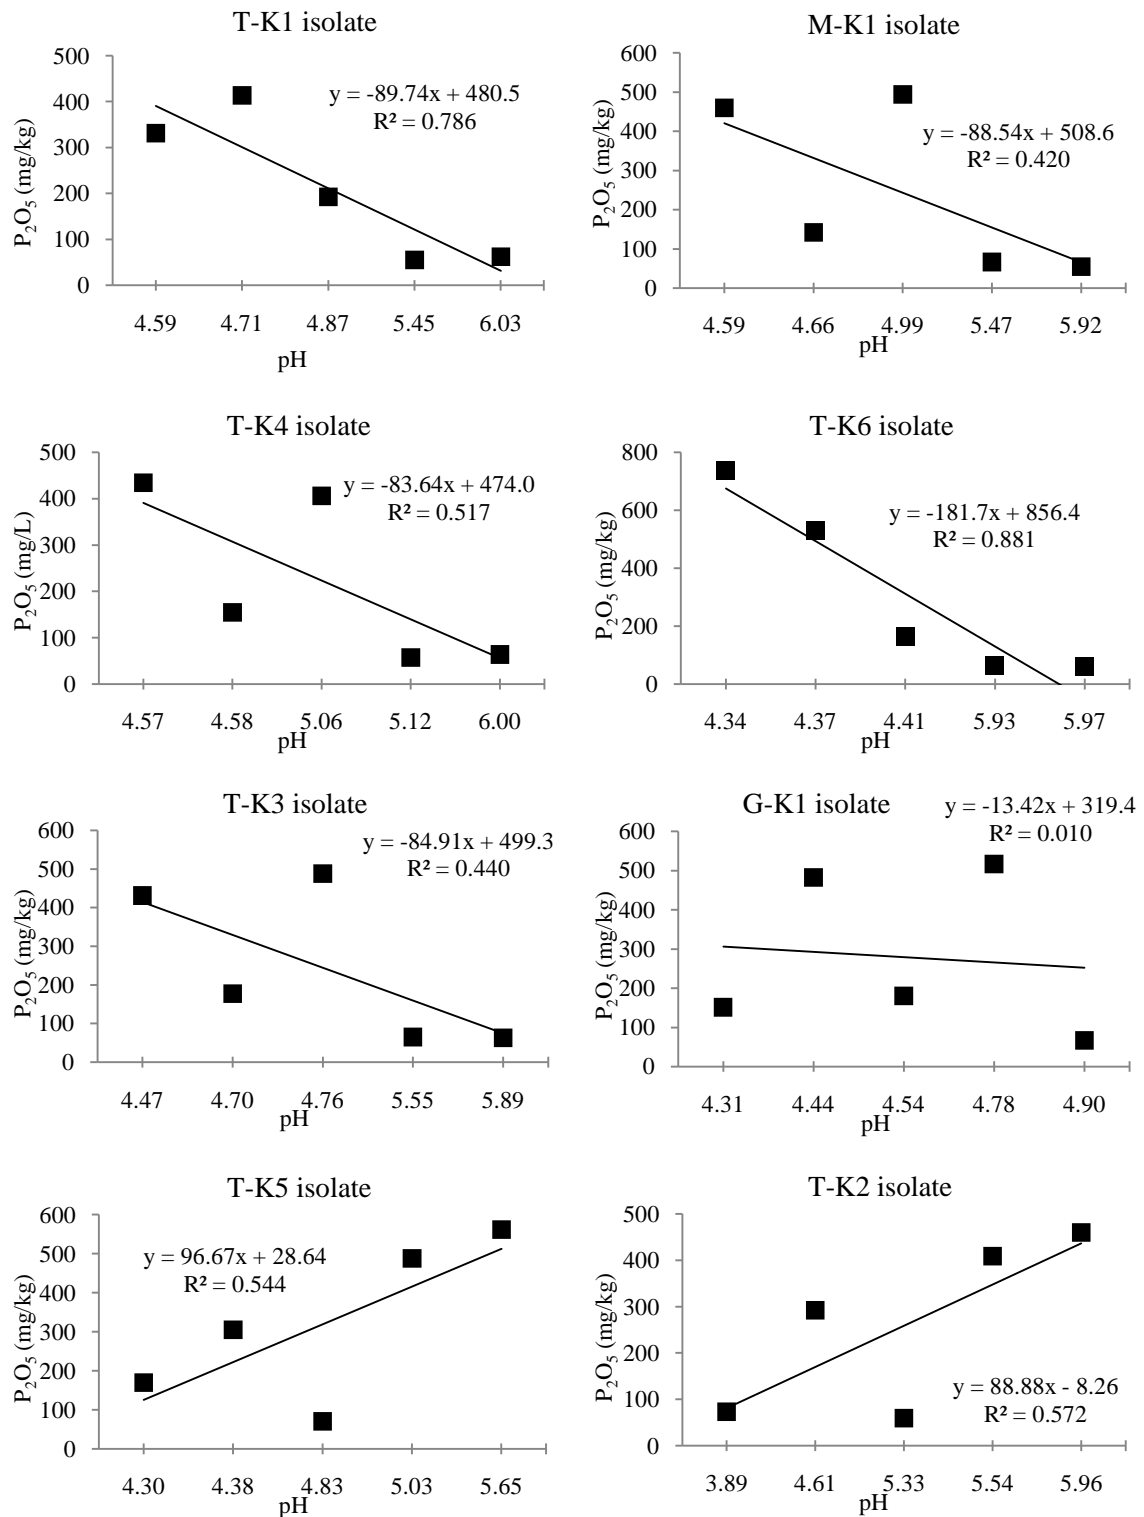 T-K1 isolate
500
400
300
200
100
0
P₂O₅ (mg/kg)
y = -89.74x + 480.5
R² = 0.786
4.59 4.71 4.87 5.45 6.03
pH
M-K1 isolate
600
500
400
300
200
100
0
P₂O₅ (mg/kg)
y = -88.54x + 508.6
R² = 0.420
4.59 4.66 4.99 5.47 5.92
pH
T-K4 isolate
500
400
300
200
100
0
P₂O₅ (mg/L)
y = -83.64x + 474.0
R² = 0.517
4.57 4.58 5.06 5.12 6.00
pH
T-K6 isolate
800
600
400
200
0
P₂O₅ (mg/kg)
y = -181.7x + 856.4
R² = 0.881
4.34 4.37 4.41 5.93 5.97
pH
T-K3 isolate
600
500
400
300
200
100
0
P₂O₅ (mg/kg)
y = -84.91x + 499.3
R² = 0.440
4.47 4.70 4.76 5.55 5.89
pH
G-K1 isolate
600
500
400
300
200
100
0
P₂O₅ (mg/kg)
y = -13.42x + 319.4
R² = 0.010
4.31 4.44 4.54 4.78 4.90
pH
T-K5 isolate
600
500
400
300
200
100
0
P₂O₅ (mg/kg)
y = 96.67x + 28.64
R² = 0.544
4.30 4.38 4.83 5.03 5.65
pH
T-K2 isolate
500
400
300
200
100
0
P₂O₅ (mg/kg)
y = 88.88x - 8.26
R² = 0.572
3.89 4.61 5.33 5.54 5.96
pH